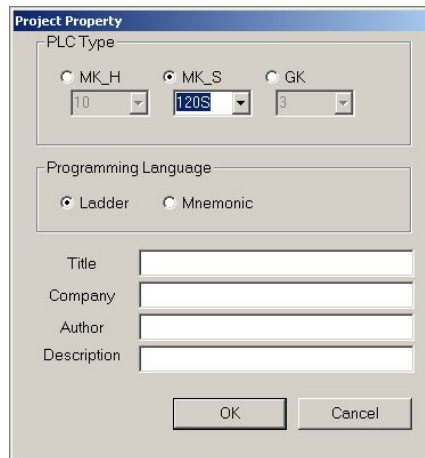 Project Property
PLC Type
MK_H MK_S GK
10 120S 3
Programming Language
Ladder Mnemonic
Title
Company
Author
Description
OK Cancel